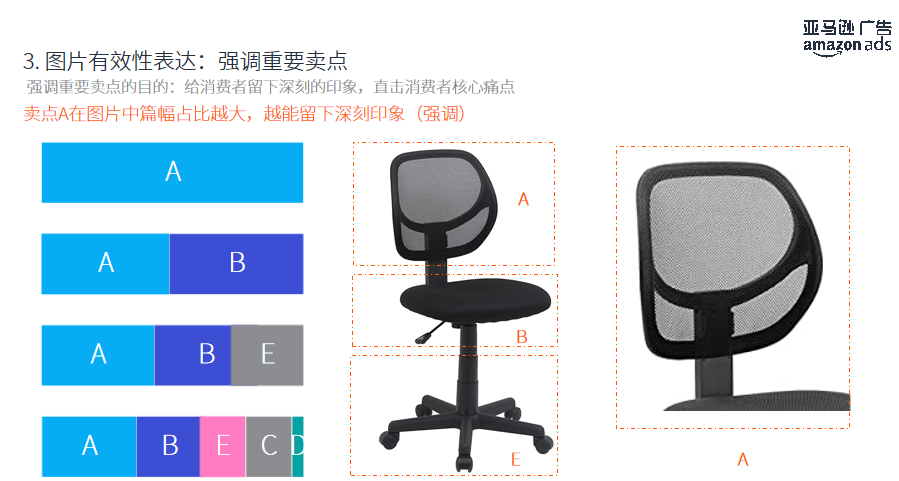 亚马逊广告
amazon ads
3. 图片有效性表达：强调重要卖点
强调重要卖点的目的：给消费者留下深刻的印象，直击消费者核心痛点
卖点A在图片中篇幅占比越大，越能留下深刻印象（强调）
A
A B
A B E
A B E C D
A
B
E
A